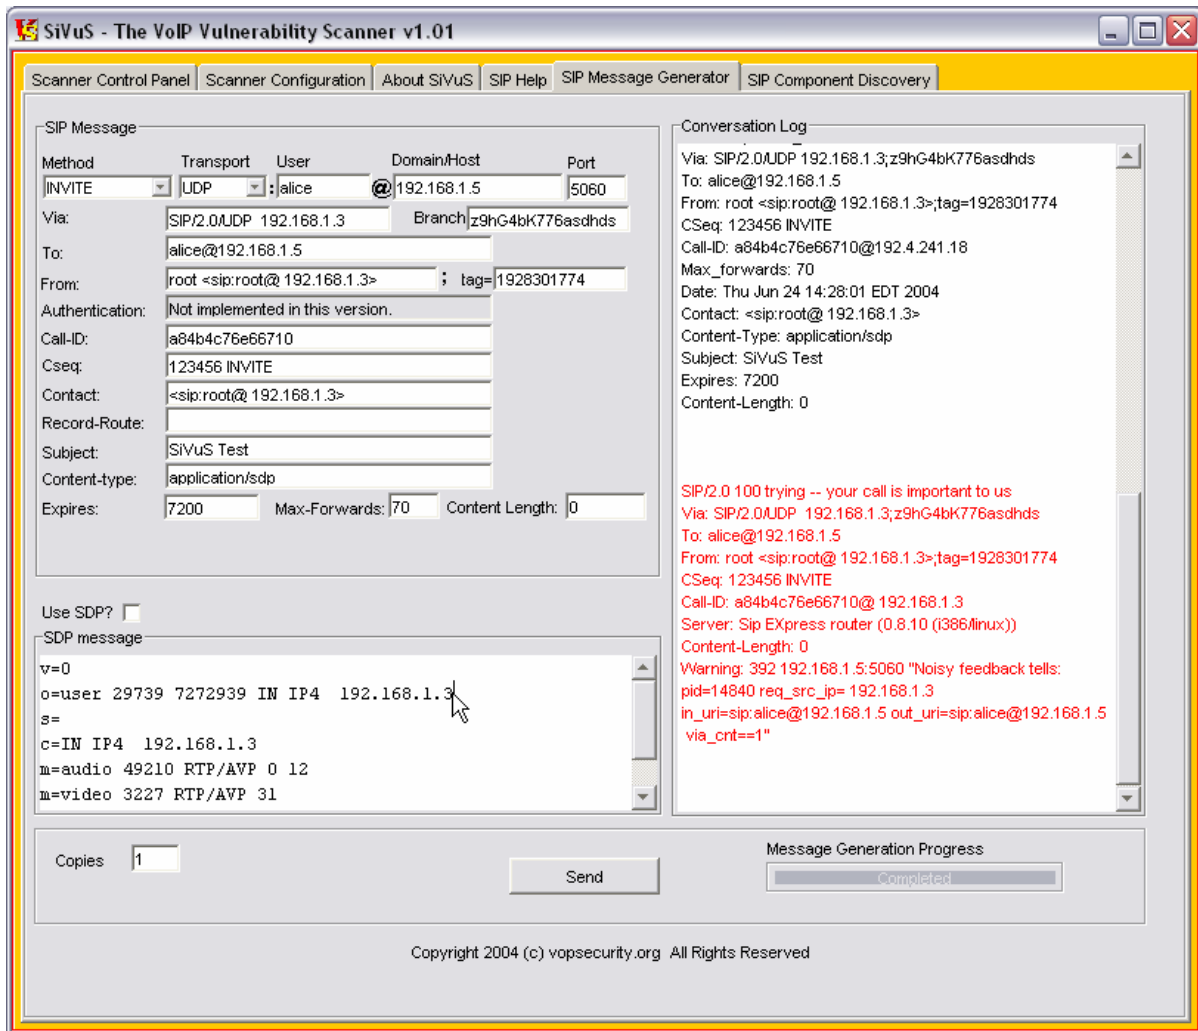 SiVuS - The VoIP Vulnerability Scanner v1.01
Scanner Control Panel
Scanner Configuration
About SiVuS
SIP Help
SIP Message Generator
SIP Component Discovery
SIP Message
Method Transport User Domain/Host Port
INVITE UDP : alice @ 192.168.1.5 5060
Via: SIP/2.0/UDP 192.168.1.3 Branch z9hG4bK776asdhds
To: alice@192.168.1.5
From: root <sip:root@ 192.168.1.3> ; tag= 1928301774
Authentication: Not implemented in this version.
Call-ID: a84b4c76e66710
Cseq: 123456 INVITE
Contact: <sip:root@ 192.168.1.3>
Record-Route:
Subject: SiVuS Test
Content-type: application/sdp
Expires: 7200 Max-Forwards: 70 Content Length: 0
Use SDP?
SDP message
v=0
o=user 29739 7272939 IN IP4 192.168.1.3
s=
c=IN IP4 192.168.1.3
m=audio 49210 RTP/AVP 0 12
m=video 3227 RTP/AVP 31
Conversation Log
Via: SIP/2.0/UDP 192.168.1.3;z9hG4bK776asdhds
To: alice@192.168.1.5
From: root <sip:root@ 192.168.1.3>;tag=1928301774
CSeq: 123456 INVITE
Call-ID: a84b4c76e66710@192.4.241.18
Max_forwards: 70
Date: Thu Jun 24 14:28:01 EDT 2004
Contact: <sip:root@ 192.168.1.3>
Content-Type: application/sdp
Subject: SiVuS Test
Expires: 7200
Content-Length: 0
SIP/2.0 100 trying -- your call is important to us
Via: SIP/2.0/UDP 192.168.1.3;z9hG4bK776asdhds
To: alice@192.168.1.5
From: root <sip:root@ 192.168.1.3>;tag=1928301774
CSeq: 123456 INVITE
Call-ID: a84b4c76e66710@ 192.168.1.3
Server: Sip EXpress router (0.8.10 (i386/linux))
Content-Length: 0
Warning: 392 192.168.1.5:5060 "Noisy feedback tells:
pid=14840 req_src_ip= 192.168.1.3
in_uri=sip:alice@192.168.1.5 out_uri=sip:alice@192.168.1.5
via_cnt==1"
Copies 1
Send
Message Generation Progress
Completed
Copyright 2004 (c) vopsecurity.org All Rights Reserved